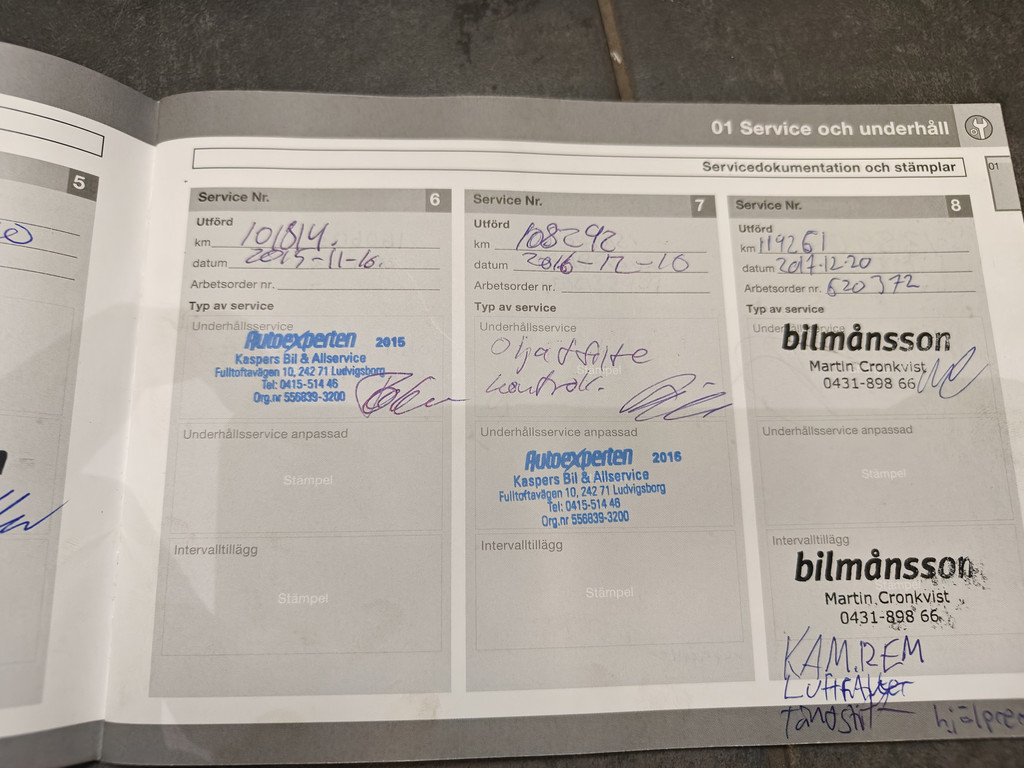 01 Service och underhåll
Servicedokumentation och stämplar
01
5
Service Nr. 6
Utförd
km 101814.
datum 2015-11-16.
Arbetsorder nr.
Typ av service
Underhållsservice
Autoexperten 2015
Kaspers Bil & Allservice
Fulltoftavägen 10, 242 71 Ludvigsborg
Tel: 0415-514 46
Org.nr 556839-3200
Underhållsservice anpassad
Stämpel
Intervalltillägg
Stämpel
Service Nr. 7
Utförd
km 108292
datum 2016-12-16
Arbetsorder nr.
Typ av service
Underhållsservice
Stämpel
kontroll.
Underhållsservice anpassad
Autoexperten 2016
Kaspers Bil & Allservice
Fulltoftavägen 10, 242 71 Ludvigsborg
Tel: 0415-514 46
Org.nr 556839-3200
Intervalltillägg
Stämpel
Service Nr. 8
Utförd
km 119261
datum 2017-12-20
Arbetsorder nr. 620372
Typ av service
Underhållsservice
bilmånsson
Martin Cronkvist
0431-898 66
Underhållsservice anpassad
Stämpel
Intervalltillägg
bilmånsson
Martin Cronkvist
0431-898 66
KAM.REM
Luftfilter
tändstift hjälprem